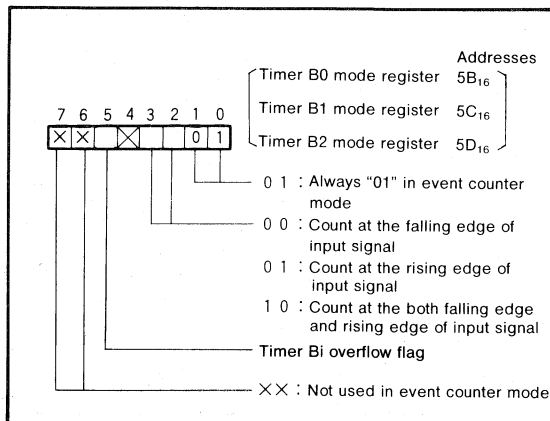 Addresses
Timer B0 mode register 5B₁₆
Timer B1 mode register 5C₁₆
Timer B2 mode register 5D₁₆
7 6 5 4 3 2 1 0
× × 0 1
0 1 : Always “01” in event counter
mode
0 0 : Count at the falling edge of
input signal
0 1 : Count at the rising edge of
input signal
1 0 : Count at the both falling edge
and rising edge of input signal
Timer Bi overflow flag
×× : Not used in event counter mode